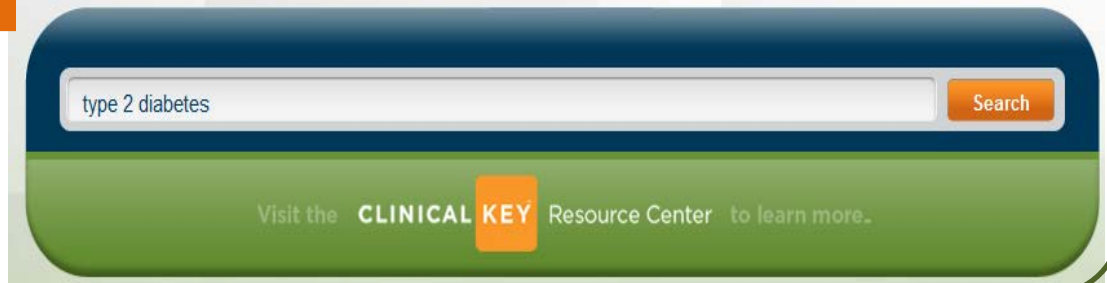 type 2 diabetes Search
Visit the CLINICAL KEY Resource Center to learn more.